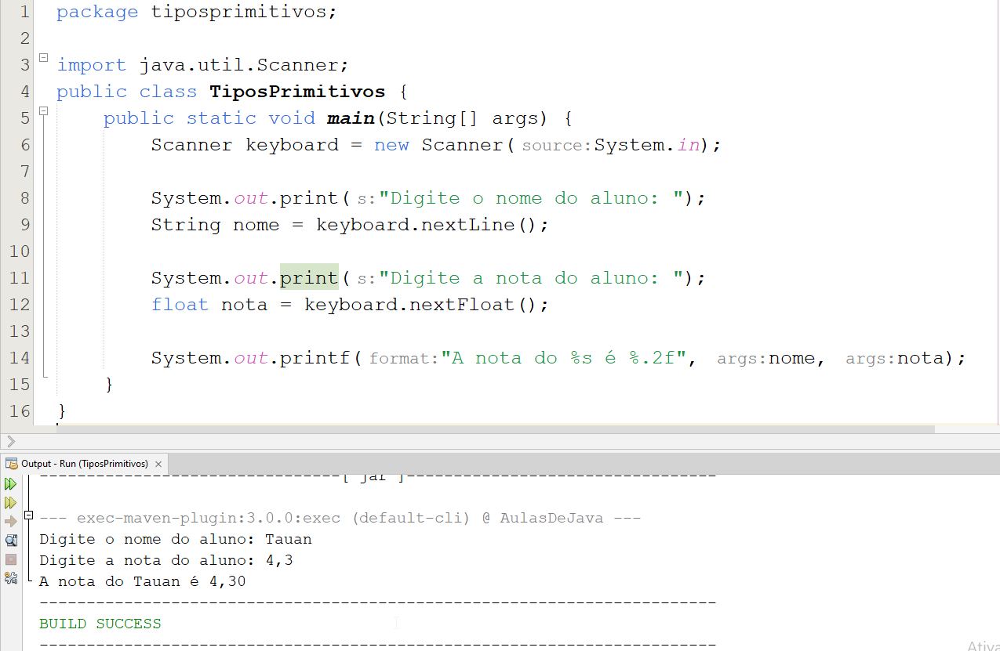 1 package tiposprimitivos;
2
3 import java.util.Scanner;
4 public class TiposPrimitivos {
5 public static void main(String[] args) {
6 Scanner keyboard = new Scanner( source:System.in);
7
8 System.out.print( s:"Digite o nome do aluno: ");
9 String nome = keyboard.nextLine();
10
11 System.out.print( s:"Digite a nota do aluno: ");
12 float nota = keyboard.nextFloat();
13
14 System.out.printf( format:"A nota do %s é %.2f", args:nome, args:nota);
15 }
16 }
Output - Run (TiposPrimitivos) ×
--------------------------------[ jar ]---------------------------------
--- exec-maven-plugin:3.0.0:exec (default-cli) @ AulasDeJava ---
Digite o nome do aluno: Tauan
Digite a nota do aluno: 4,3
A nota do Tauan é 4,30
------------------------------------------------------------------------
BUILD SUCCESS
------------------------------------------------------------------------